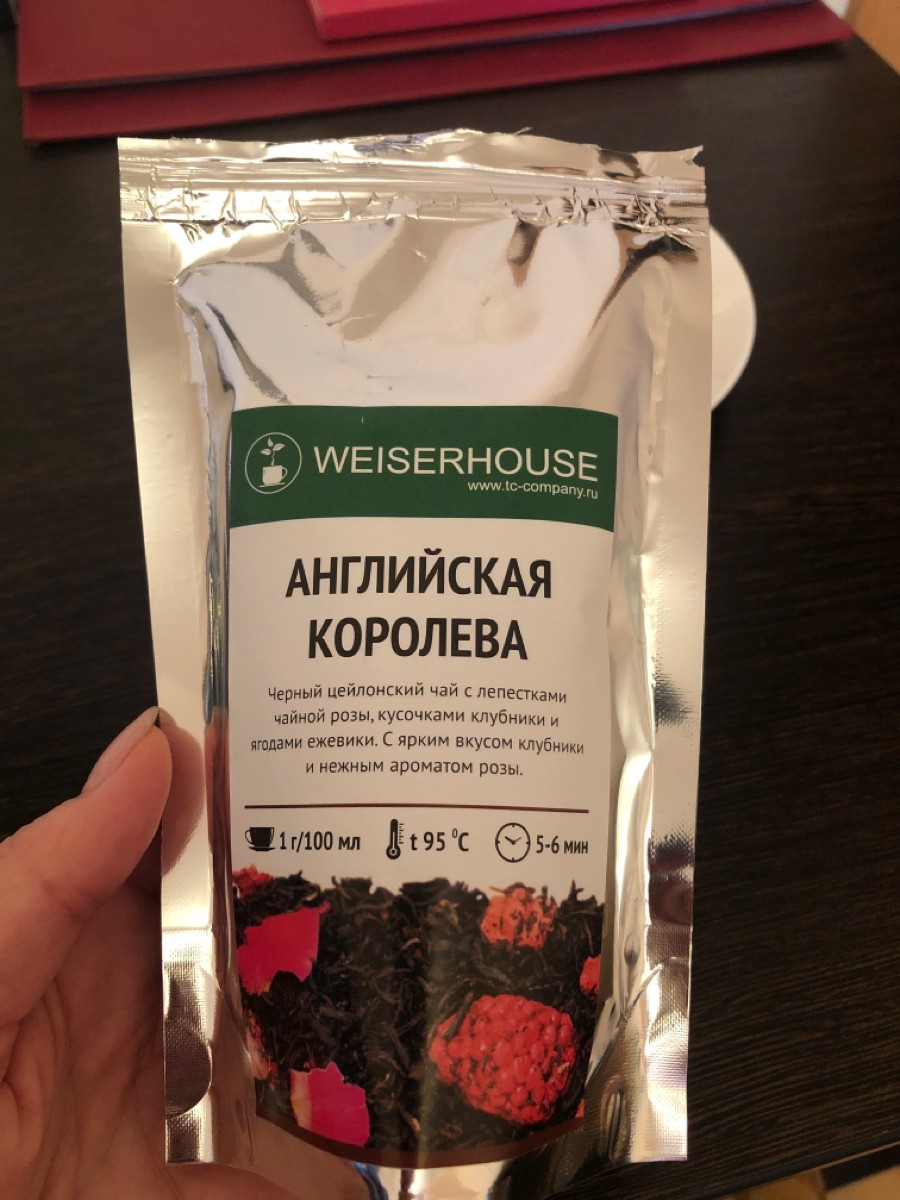 WEISERHOUSE
www.tc-company.ru
АНГЛИЙСКАЯ
КОРОЛЕВА
Черный цейлонский чай с лепестками
чайной розы, кусочками клубники и
ягодами ежевики. С ярким вкусом клубники
и нежным ароматом розы.
1 г/100 мл t 95 °C 5-6 мин